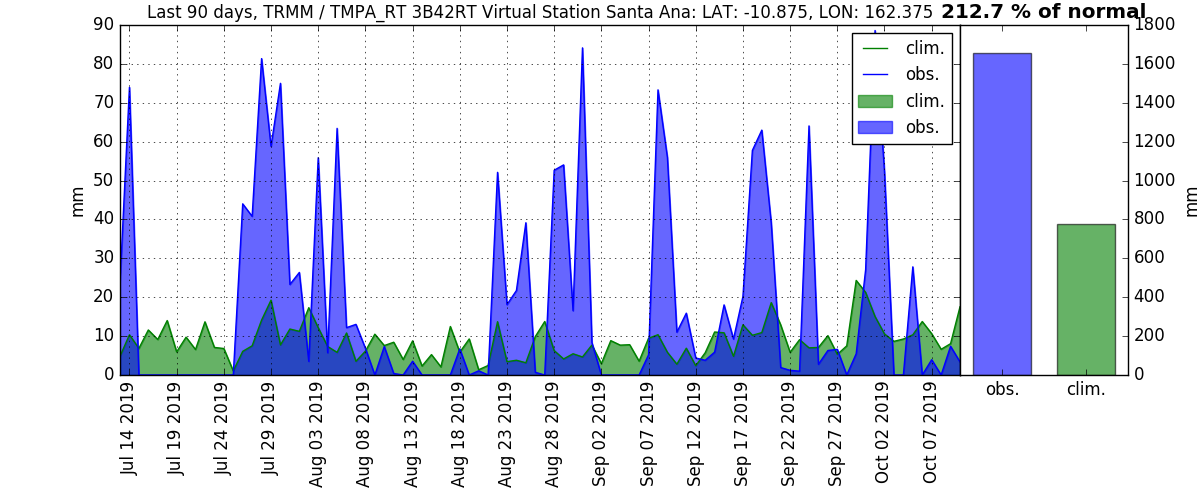 Last 90 days, TRMM / TMPA_RT 3B42RT Virtual Station Santa Ana: LAT: -10.875, LON: 162.375 212.7 % of normal
90
80
70
60
50
40
30
20
10
0
mm
clim.
obs.
clim.
obs.
Jul 14 2019
Jul 19 2019
Jul 24 2019
Jul 29 2019
Aug 03 2019
Aug 08 2019
Aug 13 2019
Aug 18 2019
Aug 23 2019
Aug 28 2019
Sep 02 2019
Sep 07 2019
Sep 12 2019
Sep 17 2019
Sep 22 2019
Sep 27 2019
Oct 02 2019
Oct 07 2019
1800
1600
1400
1200
1000
800
600
400
200
0
mm
obs.
clim.